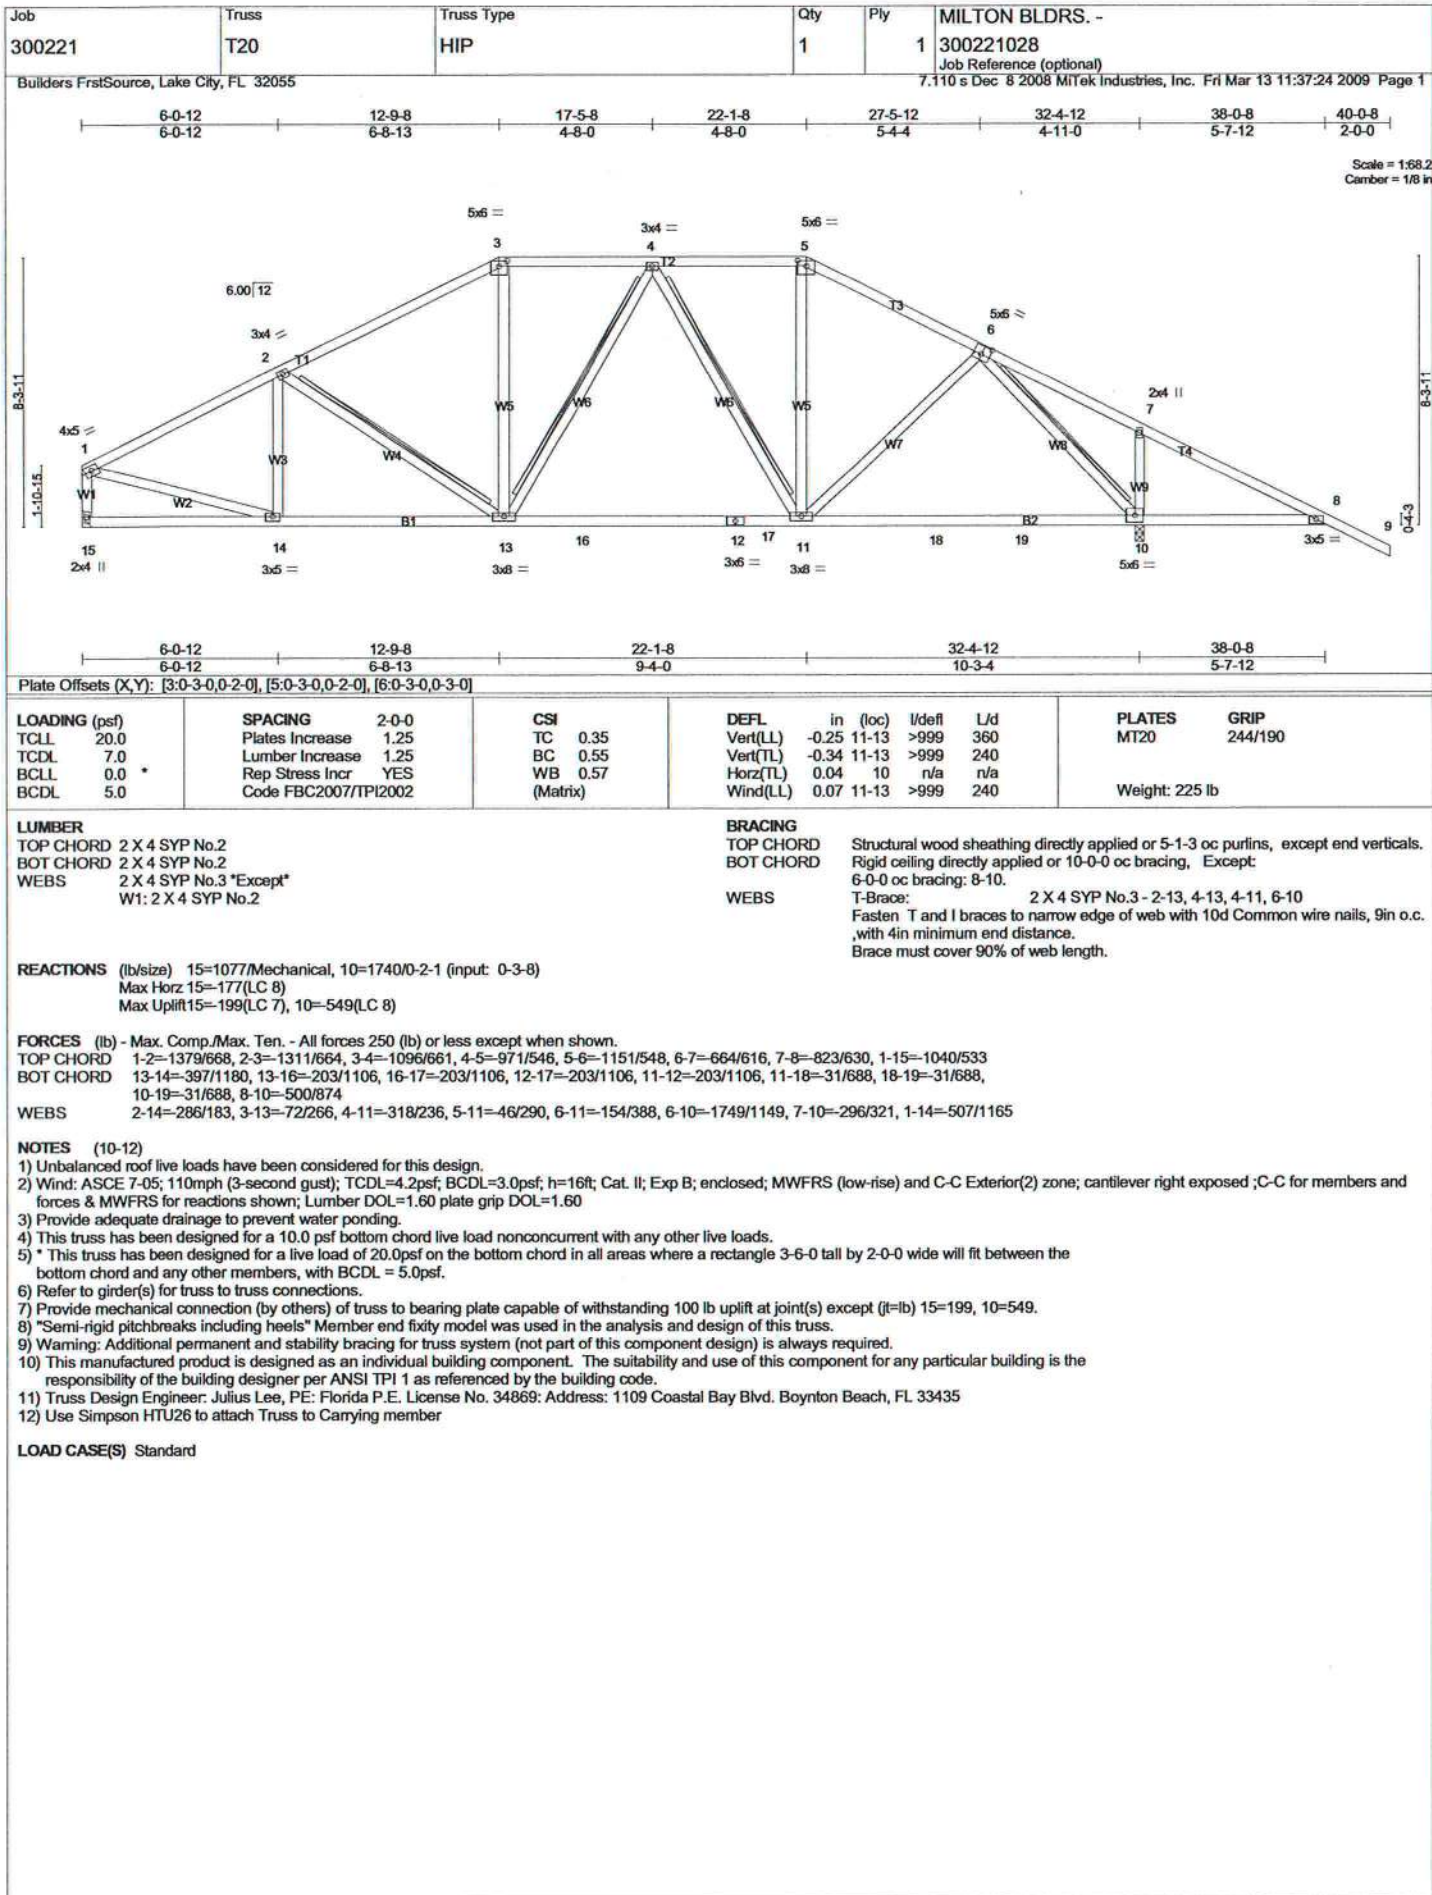 Job Truss Truss Type Qty Ply MILTON BLDRS. -
300221 T20 HIP 1 1 300221028
Job Reference (optional)
Builders FrstSource, Lake City, FL 32055 7.110 s Dec 8 2008 MiTek Industries, Inc. Fri Mar 13 11:37:24 2009 Page 1
6-0-12 12-9-8 17-5-8 22-1-8 27-5-12 32-4-12 38-0-8 40-0-8
6-0-12 6-8-13 4-8-0 4-8-0 5-4-4 4-11-0 5-7-12 2-0-0
Scale = 1:68.2
Camber = 1/8 in
5x6 = 3x4 = 5x6 =
3 4 5
T2
6.00 12
T3
5x6
6
3x4
2 T1
8-3-11 8-3-11
2x4 ||
7
W5 W6 W6 W5
4x5
1
W3 W4 W7 W8 T4
1-10-15
W1 W2 W9
8
9 0-4-3
B1 B2
15 14 13 16 12 17 11 18 19 10 3x5 =
2x4 || 3x5 = 3x8 = 3x6 = 3x8 = 5x6 =
6-0-12 12-9-8 22-1-8 32-4-12 38-0-8
6-0-12 6-8-13 9-4-0 10-3-4 5-7-12
Plate Offsets (X,Y): [3:0-3-0,0-2-0], [5:0-3-0,0-2-0], [6:0-3-0,0-3-0]
LOADING (psf) SPACING 2-0-0 CSI DEFL in (loc) l/defl L/d PLATES GRIP
TCLL 20.0 Plates Increase 1.25 TC 0.35 Vert(LL) -0.25 11-13 >999 360 MT20 244/190
TCDL 7.0 Lumber Increase 1.25 BC 0.55 Vert(TL) -0.34 11-13 >999 240
BCLL 0.0 * Rep Stress Incr YES WB 0.57 Horz(TL) 0.04 10 n/a n/a
BCDL 5.0 Code FBC2007/TPI2002 (Matrix) Wind(LL) 0.07 11-13 >999 240 Weight: 225 lb
LUMBER
TOP CHORD 2 X 4 SYP No.2
BOT CHORD 2 X 4 SYP No.2
WEBS 2 X 4 SYP No.3 *Except*
W1: 2 X 4 SYP No.2
BRACING
TOP CHORD Structural wood sheathing directly applied or 5-1-3 oc purlins, except end verticals.
BOT CHORD Rigid ceiling directly applied or 10-0-0 oc bracing, Except:
6-0-0 oc bracing: 8-10.
WEBS T-Brace: 2 X 4 SYP No.3 - 2-13, 4-13, 4-11, 6-10
Fasten T and I braces to narrow edge of web with 10d Common wire nails, 9in o.c.
,with 4in minimum end distance.
Brace must cover 90% of web length.
REACTIONS (lb/size) 15=1077/Mechanical, 10=1740/0-2-1 (input: 0-3-8)
Max Horz 15=-177(LC 8)
Max Uplift15=-199(LC 7), 10=-549(LC 8)
FORCES (lb) - Max. Comp./Max. Ten. - All forces 250 (lb) or less except when shown.
TOP CHORD 1-2=-1379/668, 2-3=-1311/664, 3-4=-1096/661, 4-5=-971/546, 5-6=-1151/548, 6-7=-664/616, 7-8=-823/630, 1-15=-1040/533
BOT CHORD 13-14=-397/1180, 13-16=-203/1106, 16-17=-203/1106, 12-17=-203/1106, 11-12=-203/1106, 11-18=-31/688, 18-19=-31/688,
10-19=-31/688, 8-10=-500/874
WEBS 2-14=-286/183, 3-13=-72/266, 4-11=-318/236, 5-11=-46/290, 6-11=-154/388, 6-10=-1749/1149, 7-10=-296/321, 1-14=-507/1165
NOTES (10-12)
1) Unbalanced roof live loads have been considered for this design.
2) Wind: ASCE 7-05; 110mph (3-second gust); TCDL=4.2psf; BCDL=3.0psf; h=16ft; Cat. II; Exp B; enclosed; MWFRS (low-rise) and C-C Exterior(2) zone; cantilever right exposed ;C-C for members and
forces & MWFRS for reactions shown; Lumber DOL=1.60 plate grip DOL=1.60
3) Provide adequate drainage to prevent water ponding.
4) This truss has been designed for a 10.0 psf bottom chord live load nonconcurrent with any other live loads.
5) * This truss has been designed for a live load of 20.0psf on the bottom chord in all areas where a rectangle 3-6-0 tall by 2-0-0 wide will fit between the
bottom chord and any other members, with BCDL = 5.0psf.
6) Refer to girder(s) for truss to truss connections.
7) Provide mechanical connection (by others) of truss to bearing plate capable of withstanding 100 lb uplift at joint(s) except (jt=lb) 15=199, 10=549.
8) "Semi-rigid pitchbreaks including heels" Member end fixity model was used in the analysis and design of this truss.
9) Warning: Additional permanent and stability bracing for truss system (not part of this component design) is always required.
10) This manufactured product is designed as an individual building component. The suitability and use of this component for any particular building is the
responsibility of the building designer per ANSI TPI 1 as referenced by the building code.
11) Truss Design Engineer: Julius Lee, PE: Florida P.E. License No. 34869: Address: 1109 Coastal Bay Blvd. Boynton Beach, FL 33435
12) Use Simpson HTU26 to attach Truss to Carrying member
LOAD CASE(S) Standard